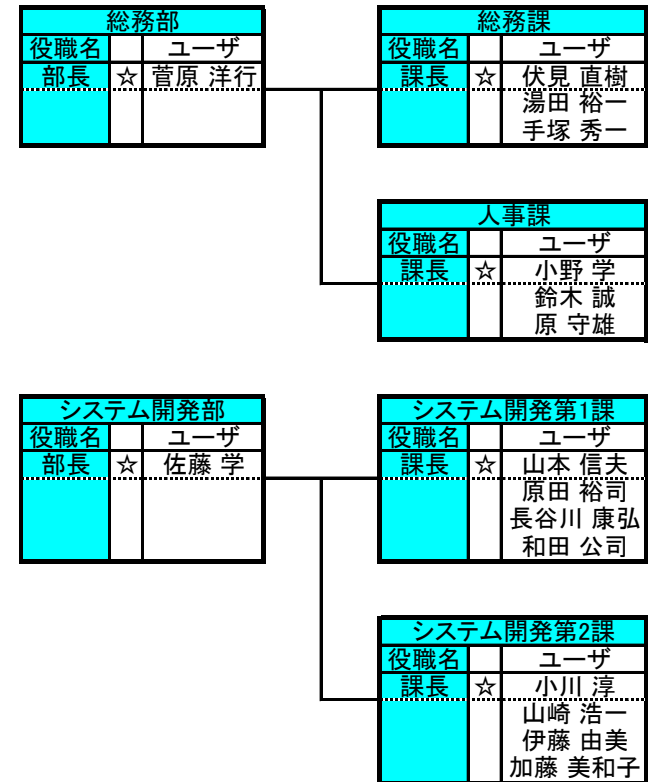 総務部
役職名 ユーザ
部長 ☆ 菅原 洋行
総務課
役職名 ユーザ
課長 ☆ 伏見 直樹
湯田 裕一
手塚 秀一
人事課
役職名 ユーザ
課長 ☆ 小野 学
鈴木 誠
原 守雄
システム開発部
役職名 ユーザ
部長 ☆ 佐藤 学
システム開発第1課
役職名 ユーザ
課長 ☆ 山本 信夫
原田 裕司
長谷川 康弘
和田 公司
システム開発第2課
役職名 ユーザ
課長 ☆ 小川 淳
山崎 浩一
伊藤 由美
加藤 美和子